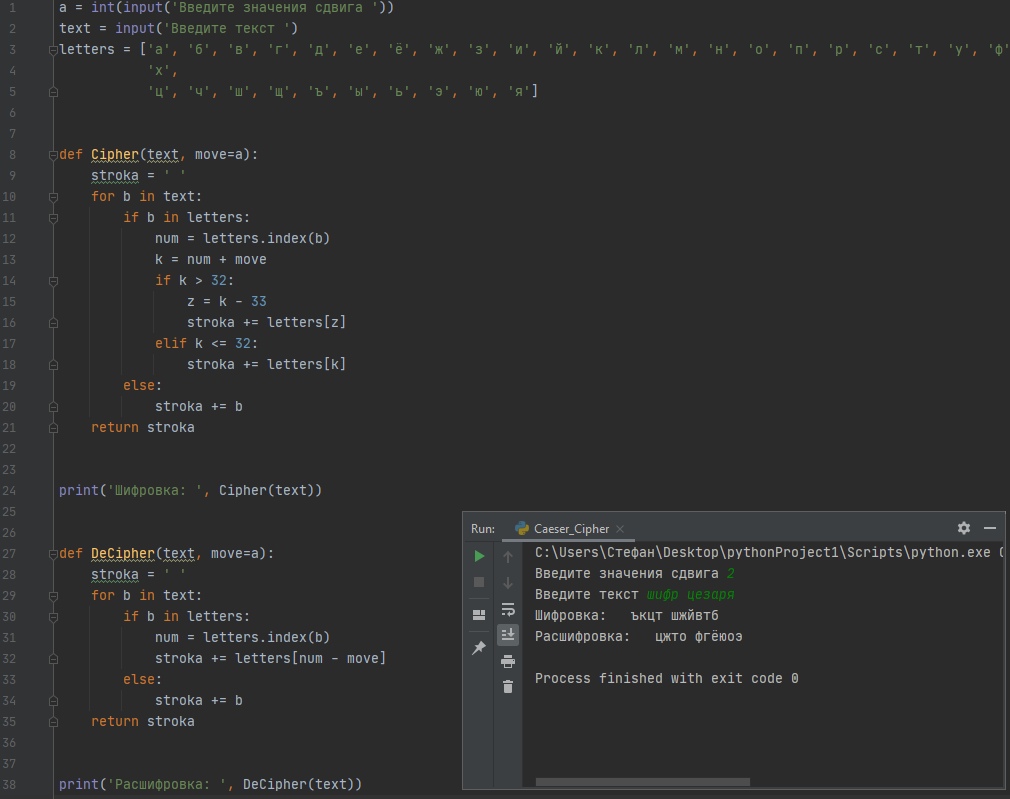 1 a = int(input('Введите значения сдвига '))
2 text = input('Введите текст ')
3 letters = ['а', 'б', 'в', 'г', 'д', 'е', 'ё', 'ж', 'з', 'и', 'й', 'к', 'л', 'м', 'н', 'о', 'п', 'р', 'с', 'т', 'у', 'ф'
4 'х',
5 'ц', 'ч', 'ш', 'щ', 'ъ', 'ы', 'ь', 'э', 'ю', 'я']
6
7
8 def Cipher(text, move=a):
9 stroka = ' '
10 for b in text:
11 if b in letters:
12 num = letters.index(b)
13 k = num + move
14 if k > 32:
15 z = k - 33
16 stroka += letters[z]
17 elif k <= 32:
18 stroka += letters[k]
19 else:
20 stroka += b
21 return stroka
22
23
24 print('Шифровка: ', Cipher(text))
25
26
27 def DeCipher(text, move=a):
28 stroka = ' '
29 for b in text:
30 if b in letters:
31 num = letters.index(b)
32 stroka += letters[num - move]
33 else:
34 stroka += b
35 return stroka
36
37
38 print('Расшифровка: ', DeCipher(text))
Run: Caeser_Cipher
C:\Users\Стефан\Desktop\pythonProject1\Scripts\python.exe
Введите значения сдвига 2
Введите текст шифр цезаря
Шифровка: ъкцт шжйвтб
Расшифровка: цжто фгёюоэ
Process finished with exit code 0